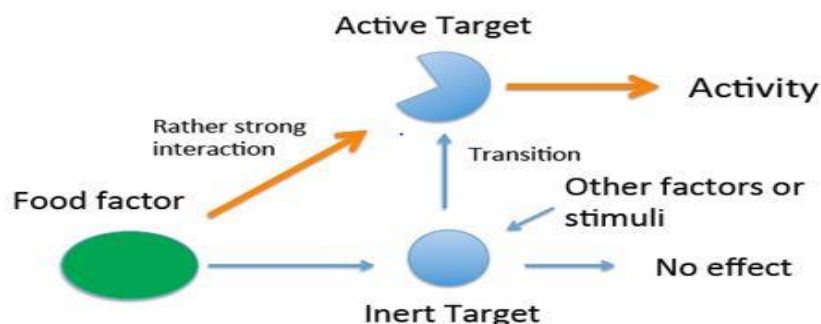 Active Target
Activity
Rather strong
interaction
Transition
Food factor
Other factors or
stimuli
No effect
Inert Target